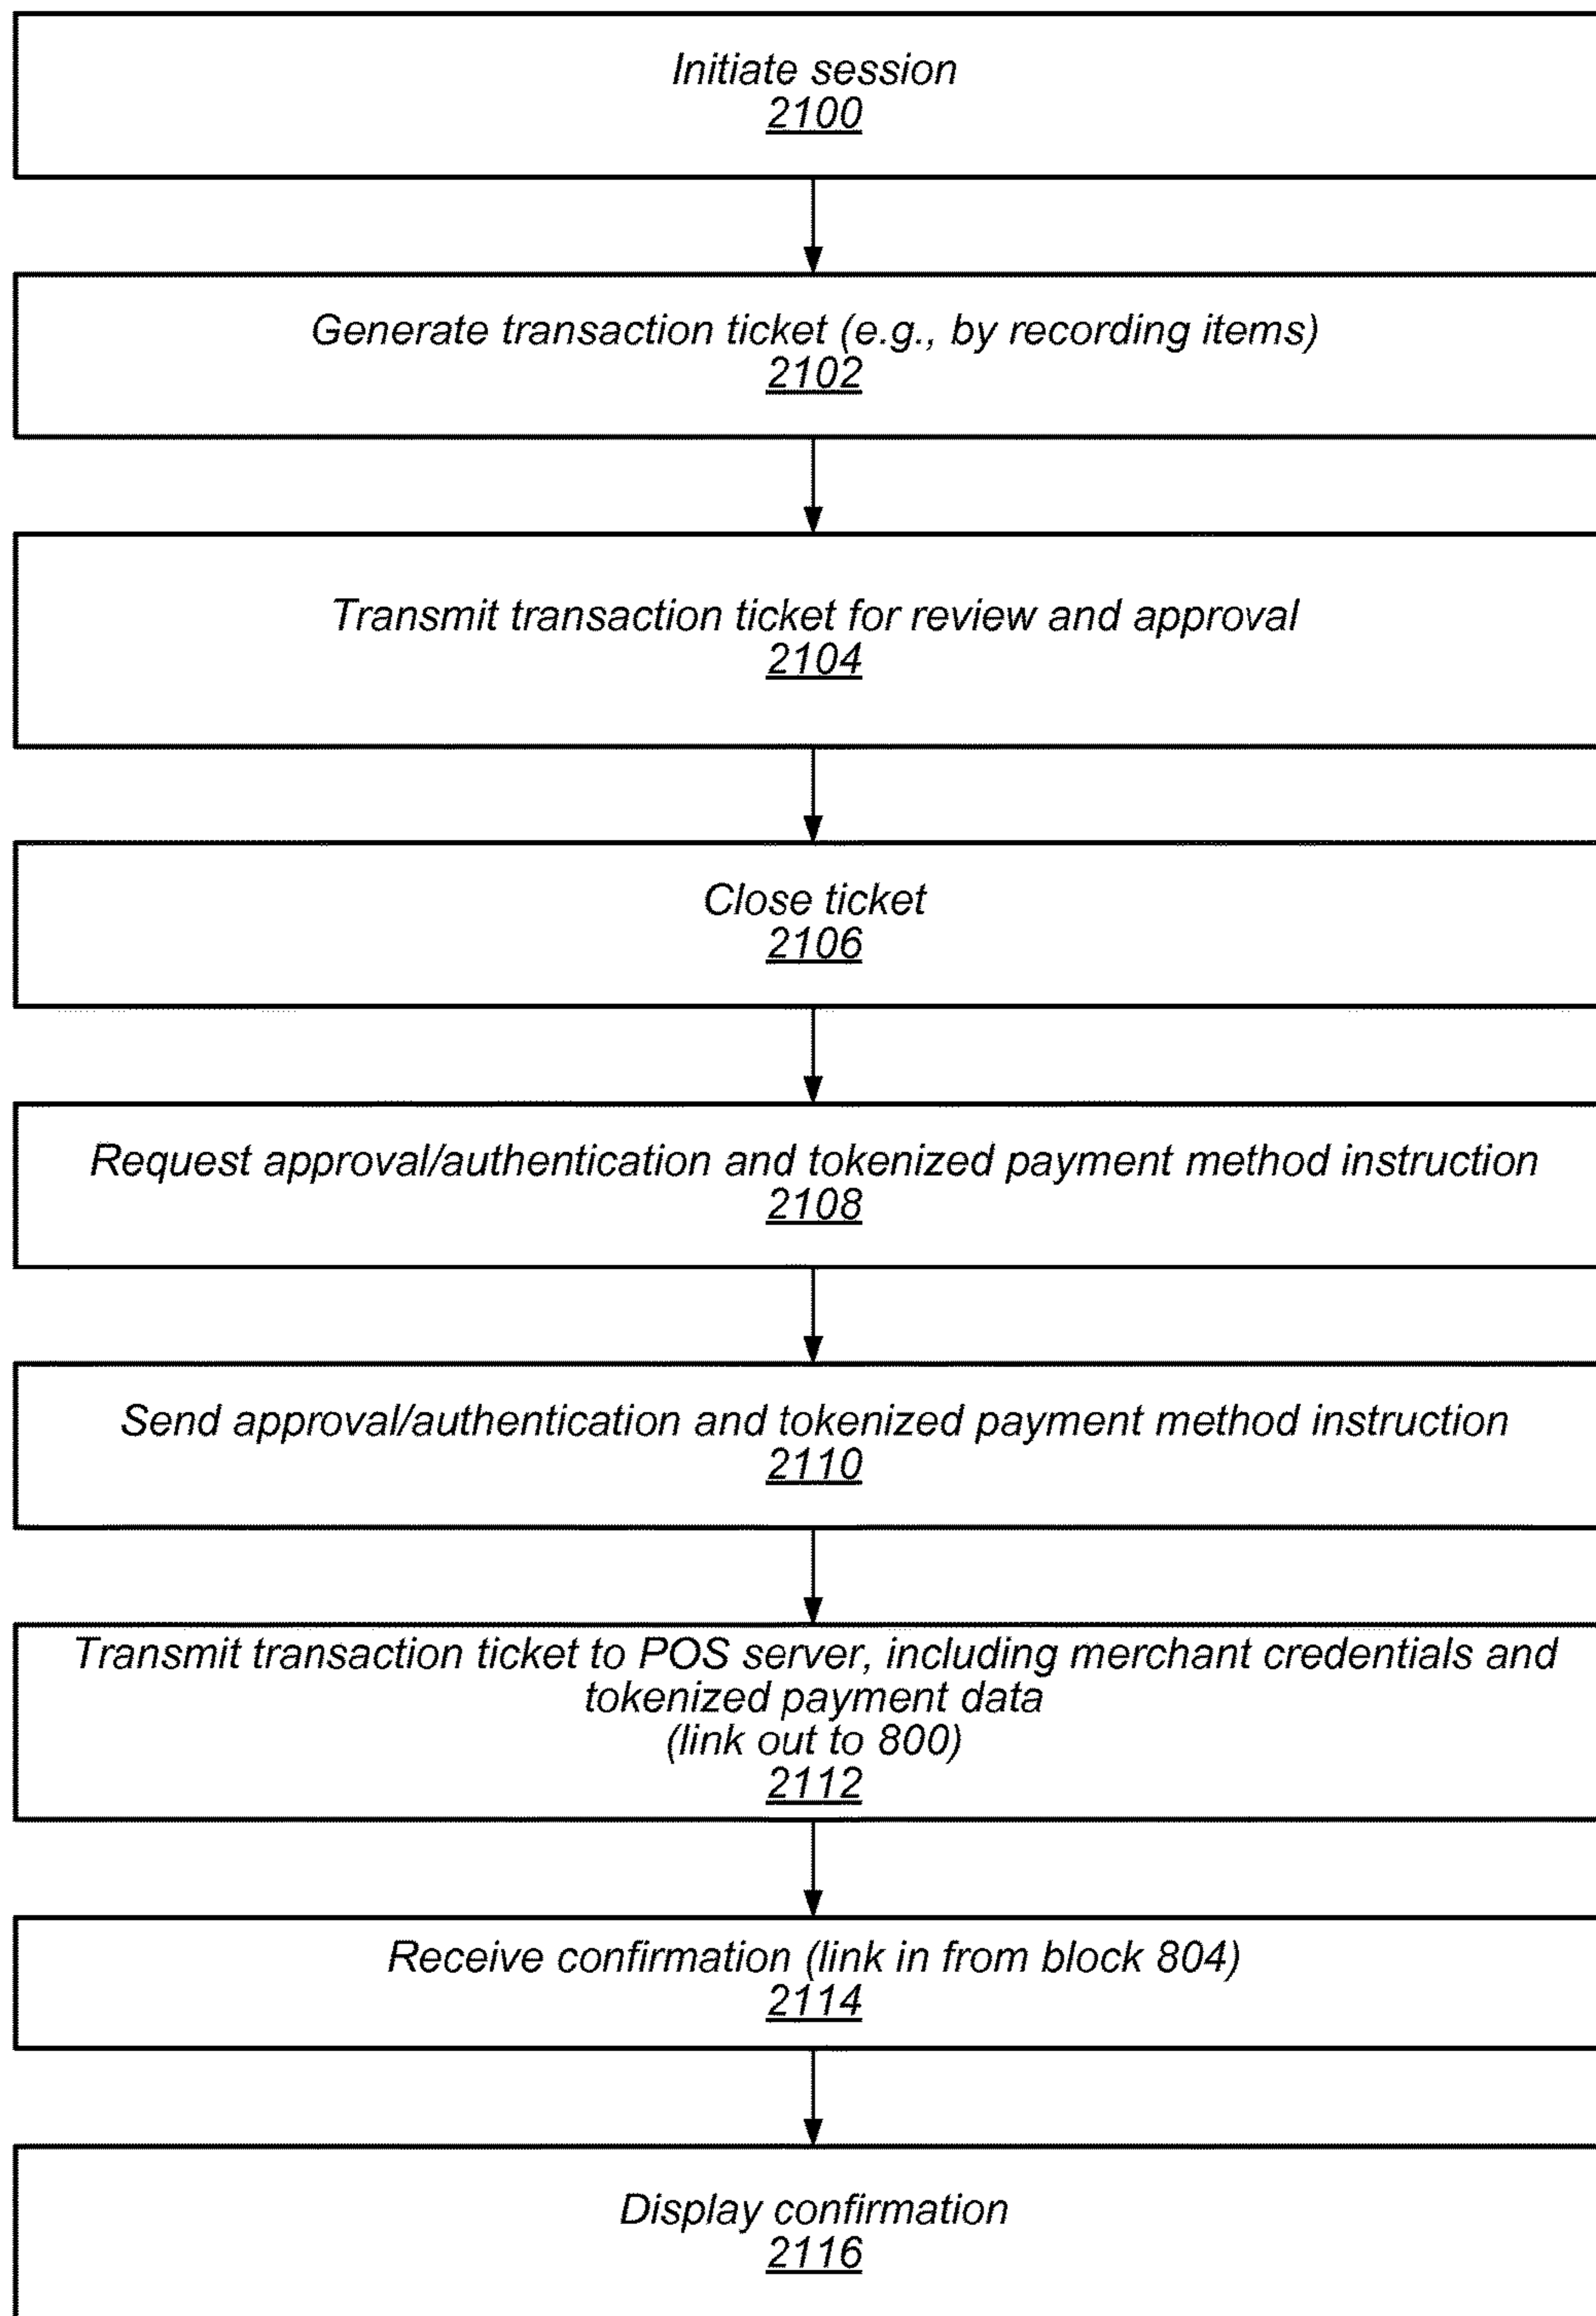 Initiate session
2100
Generate transaction ticket (e.g., by recording items)
2102
Transmit transaction ticket for review and approval
2104
Close ticket
2106
Request approval/authentication and tokenized payment method instruction
2108
Send approval/authentication and tokenized payment method instruction
2110
Transmit transaction ticket to POS server, including merchant credentials and
tokenized payment data
(link out to 800)
2112
Receive confirmation (link in from block 804)
2114
Display confirmation
2116